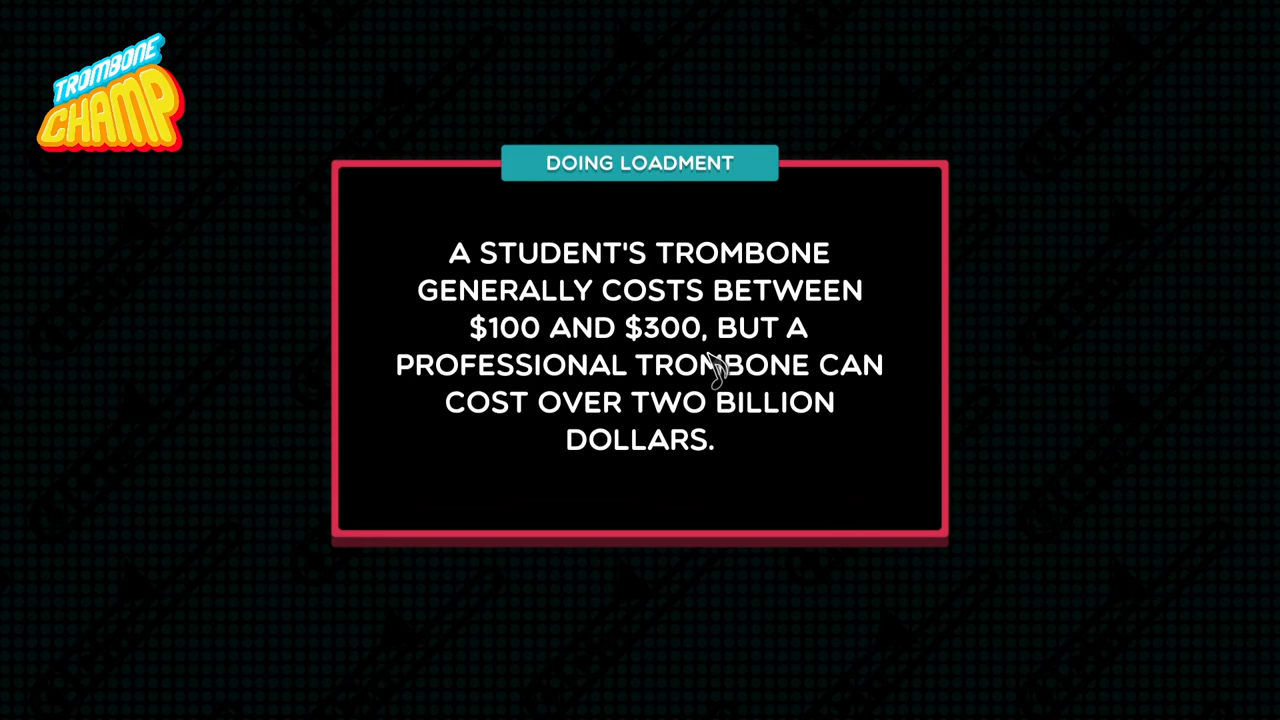 TROMBONE
CHAMP
DOING LOADMENT
A STUDENT'S TROMBONE
GENERALLY COSTS BETWEEN
$100 AND $300, BUT A
PROFESSIONAL TROMBONE CAN
COST OVER TWO BILLION
DOLLARS.